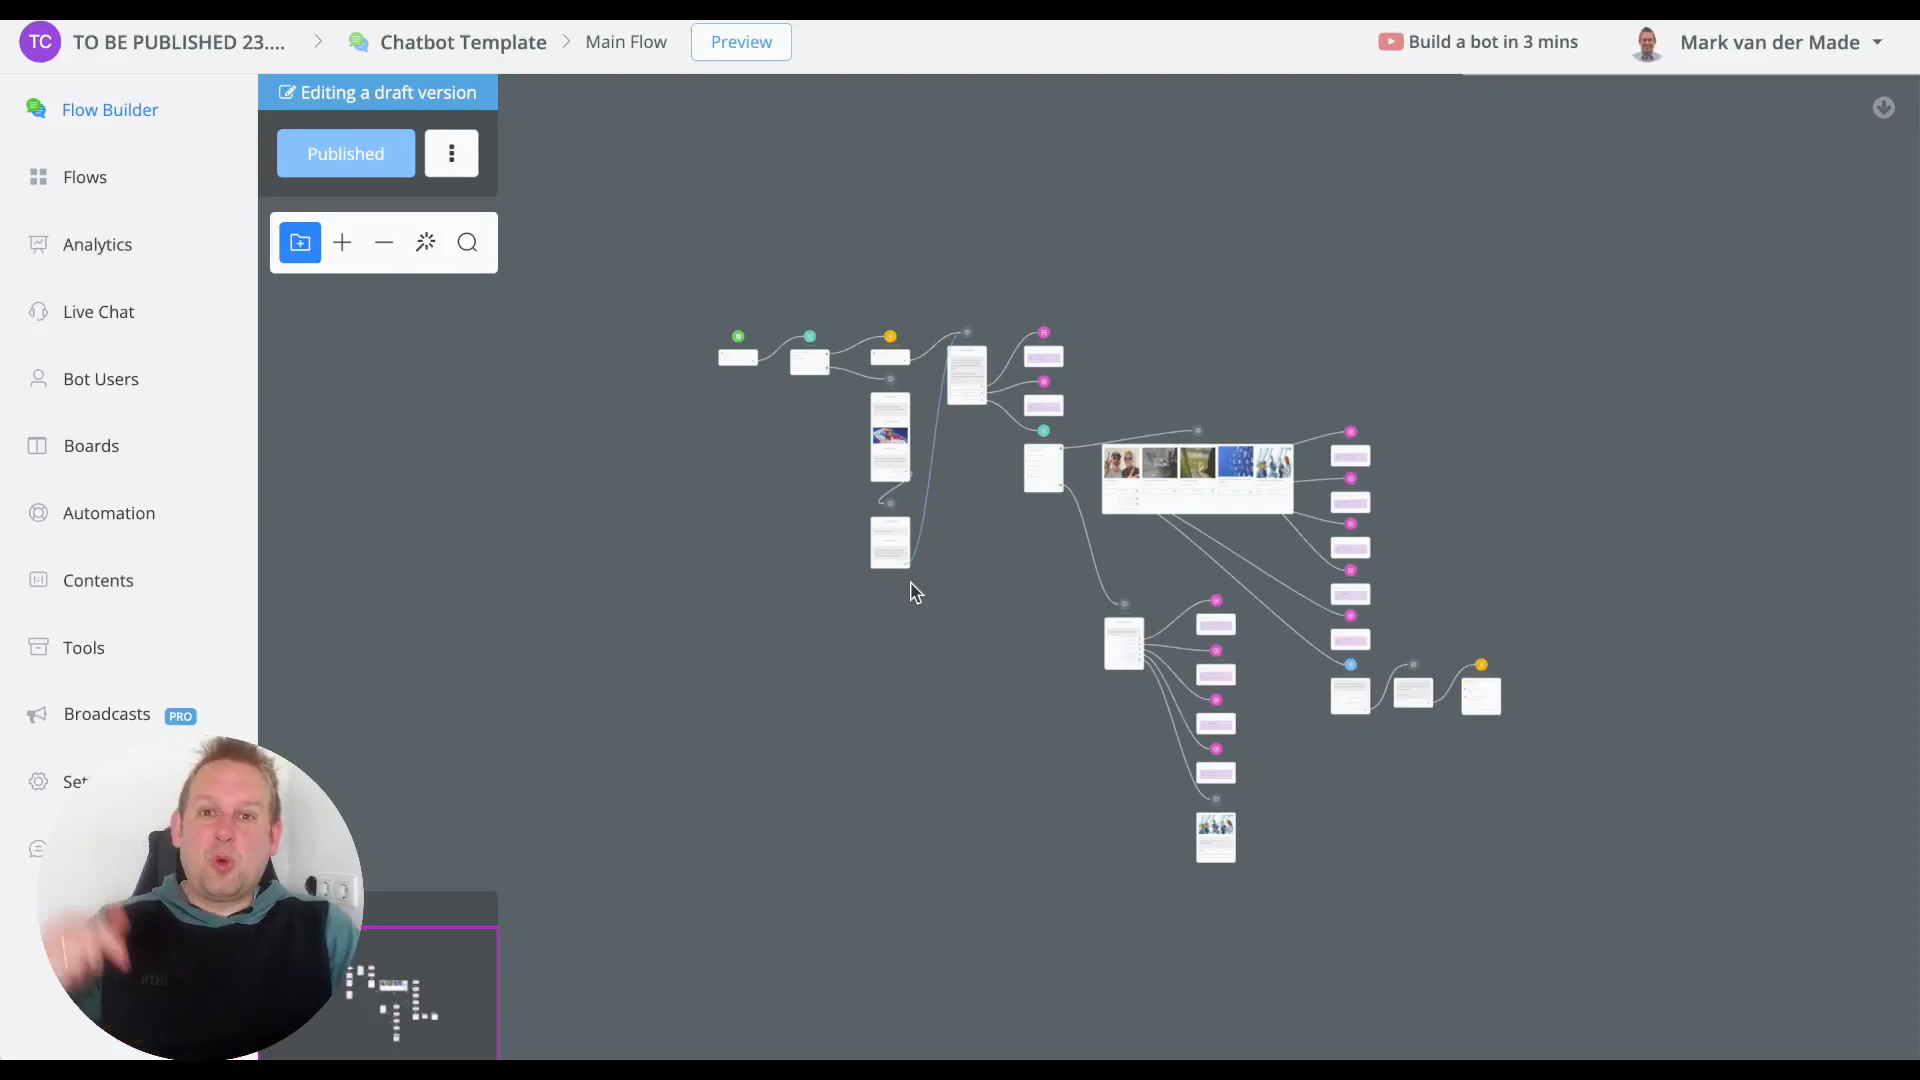 TC TO BE PUBLISHED 23.... Chatbot Template Main Flow Preview Build a bot in 3 mins Mark van der Made
Editing a draft version
Published
Flow Builder
Flows
Analytics
Live Chat
Bot Users
Boards
Automation
Contents
Tools
Broadcasts PRO
Set